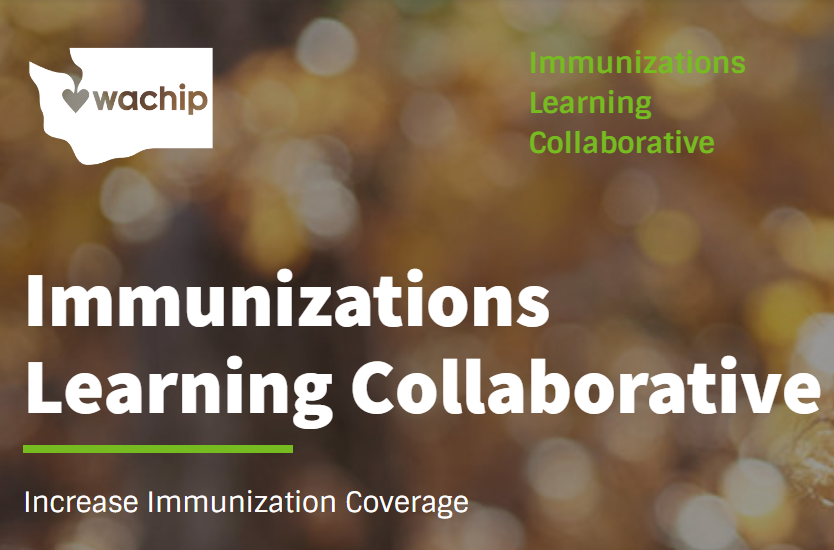 wachip
Immunizations
Learning
Collaborative
Immunizations
Learning Collaborative
Increase Immunization Coverage